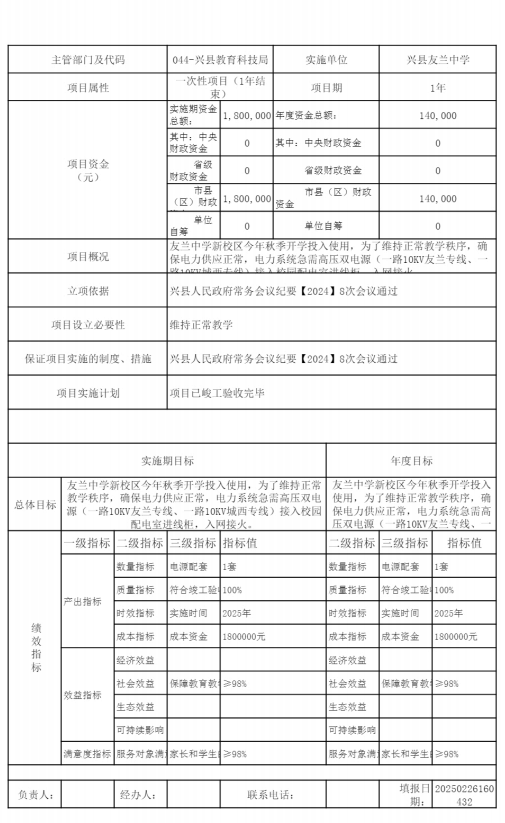 主管部门及代码 044-兴县教育科技局 实施单位 兴县友兰中学
项目属性 一次性项目（1年结束） 项目期 1年
项目资金（元）
实施期资金总额： 1,800,000 年度资金总额： 140,000
其中：中央财政资金 0 其中：中央财政资金 0
省级财政资金 0 省级财政资金 0
市县（区）财政 1,800,000 市县（区）财政资金 140,000
单位自筹 0 单位自筹 0
项目概况 友兰中学新校区今年秋季开学投入使用，为了维持正常教学秩序，确
保电力供应正常，电力系统急需高压双电源（一路10KV友兰专线、一
路10KV城西专线）接入校园配电室进线柜，入网接火。
立项依据 兴县人民政府常务会议纪要【2024】8次会议通过
项目设立必要性 维持正常教学
保证项目实施的制度、措施 兴县人民政府常务会议纪要【2024】8次会议通过
项目实施计划 项目已峻工验收完毕
实施期目标 年度目标
总体目标
友兰中学新校区今年秋季开学投入使用，为了维持正常
教学秩序，确保电力供应正常，电力系统急需高压双电
源（一路10KV友兰专线、一路10KV城西专线）接入校园
配电室进线柜，入网接火。
友兰中学新校区今年秋季开学投入
使用，为了维持正常教学秩序，确
保电力供应正常，电力系统急需高
压双电源（一路10KV友兰专线、一
绩效指标
一级指标 二级指标 三级指标 指标值 二级指标 三级指标 指标值
产出指标
数量指标 电源配套 1套 数量指标 电源配套 1套
质量指标 符合竣工验 100% 质量指标 符合竣工验 100%
时效指标 实施时间 2025年 时效指标 实施时间 2025年
成本指标 成本资金 1800000元 成本指标 成本资金 1800000元
效益指标
经济效益 经济效益
社会效益 保障教育教 ≥98% 社会效益 保障教育教 ≥98%
生态效益 生态效益
可持续影响 可持续影响
满意度指标 服务对象满 家长和学生 ≥98% 服务对象满 家长和学生 ≥98%
负责人： 经办人： 联系电话： 填报日期： 20250226160432